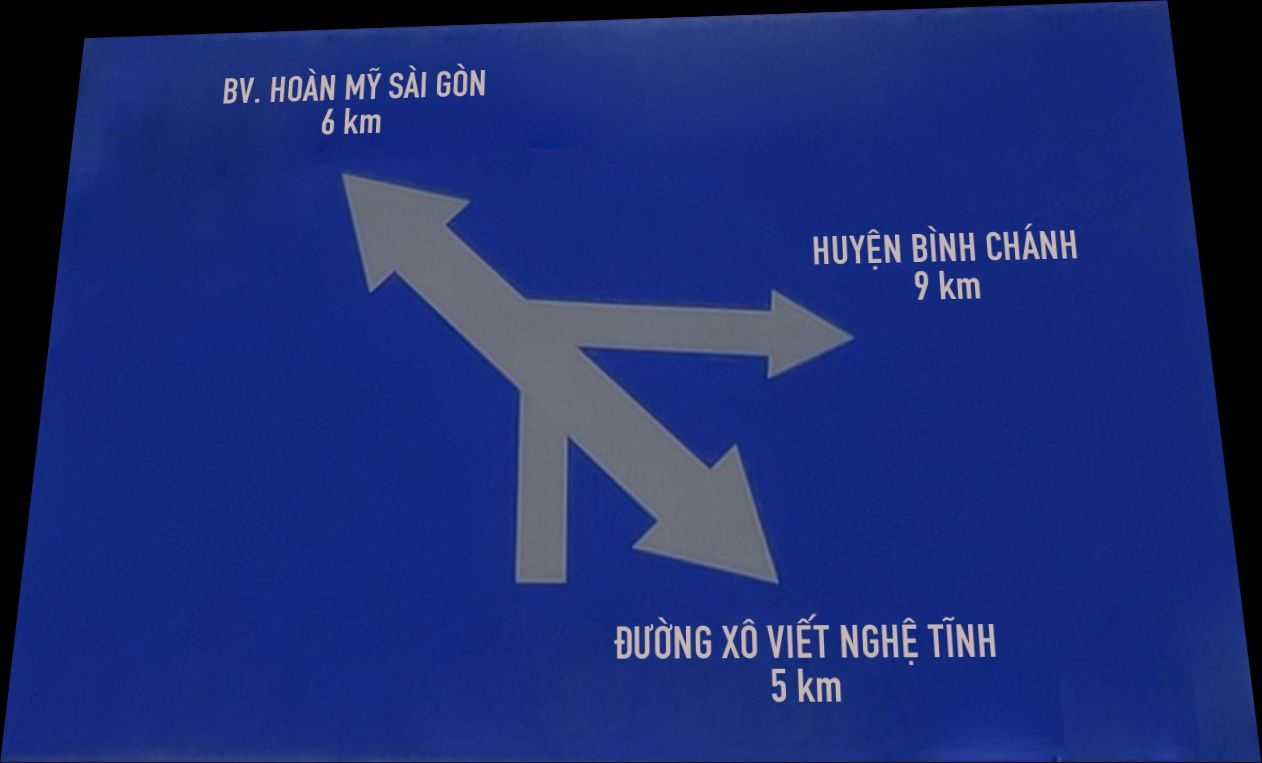 BV. HOÀN MỸ SÀI GÒN
6 km
HUYỆN BÌNH CHÁNH
9 km
ĐƯỜNG XÔ VIẾT NGHỆ TĨNH
5 km